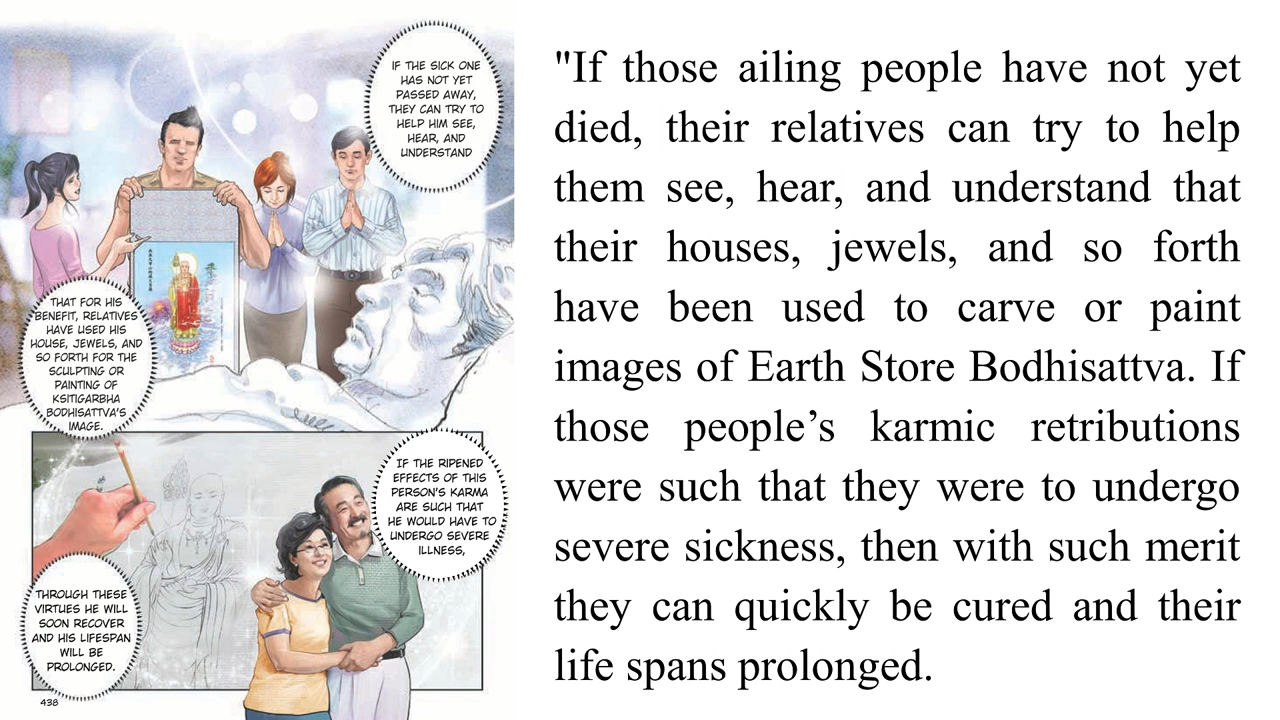 IF THE SICK ONE
HAS NOT YET
PASSED AWAY,
THEY CAN TRY TO
HELP HIM SEE,
HEAR, AND
UNDERSTAND
THAT FOR HIS
BENEFIT, RELATIVES
HAVE USED HIS
HOUSE, JEWELS, AND
SO FORTH FOR THE
SCULPTING OR
PAINTING OF
KSITIGARBHA
BODHISATTVA'S
IMAGE.
IF THE RIPENED
EFFECTS OF THIS
PERSON'S KARMA
ARE SUCH THAT
HE WOULD HAVE TO
UNDERGO SEVERE
ILLNESS,
THROUGH THESE
VIRTUES HE WILL
SOON RECOVER
AND HIS LIFESPAN
WILL BE
PROLONGED.
438
"If those ailing people have not yet
died, their relatives can try to help
them see, hear, and understand that
their houses, jewels, and so forth
have been used to carve or paint
images of Earth Store Bodhisattva. If
those people’s karmic retributions
were such that they were to undergo
severe sickness, then with such merit
they can quickly be cured and their
life spans prolonged.